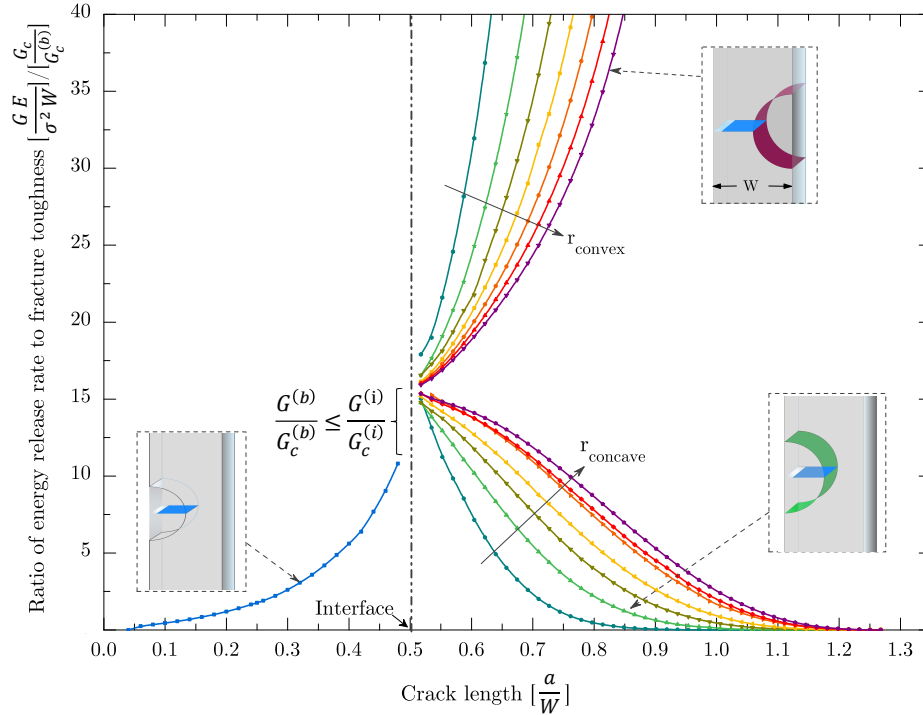 Ratio of energy release rate to fracture toughness [G E / σ² W] / [G_c / G_c^(b)]
40
35
30
25
20
15
10
5
W
r_convex
G^(b) / G_c^(b) ≤ G^(i) / G_c^(i)
r_concave
Interface
0.0 0.1 0.2 0.3 0.4 0.5 0.6 0.7 0.8 0.9 1.0 1.1 1.2 1.3
Crack length [a/W]